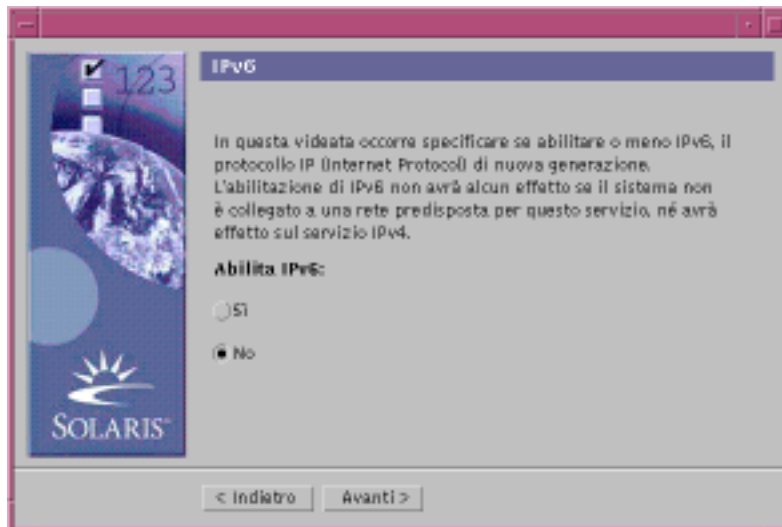 123
IPv6
In questa videata occorre specificare se abilitare o meno IPv6, il
protocollo IP (Internet Protocol) di nuova generazione.
L'abilitazione di IPv6 non avrà alcun effetto se il sistema non
è collegato a una rete predisposta per questo servizio, né avrà
effetto sul servizio IPv4.
Abilita IPv6:
Sì
No
SOLARIS™
< Indietro
Avanti >